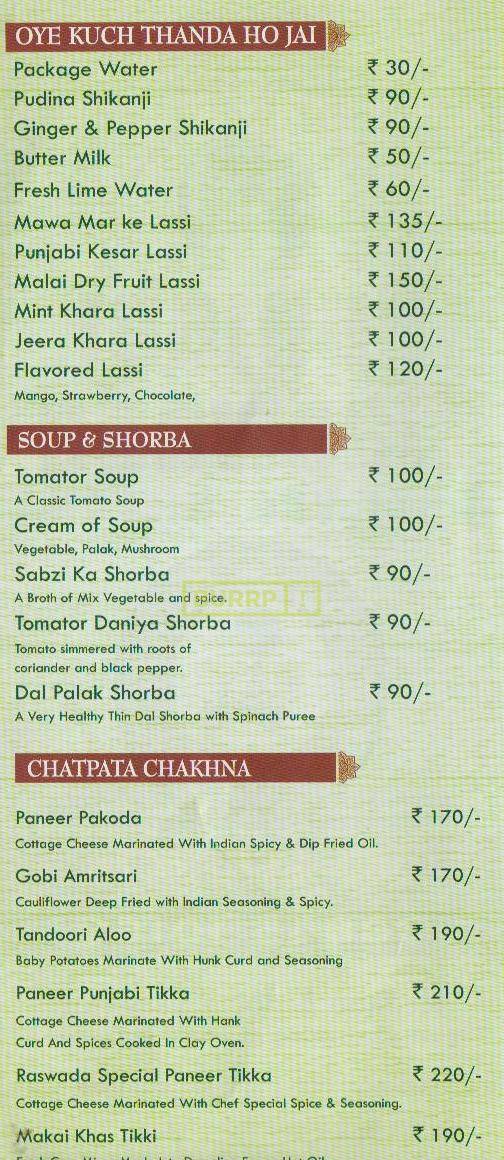 OYE KUCH THANDA HO JAI
Package Water ₹ 30/-
Pudina Shikanji ₹ 90/-
Ginger & Pepper Shikanji ₹ 90/-
Butter Milk ₹ 50/-
Fresh Lime Water ₹ 60/-
Mawa Mar ke Lassi ₹ 135/-
Punjabi Kesar Lassi ₹ 110/-
Malai Dry Fruit Lassi ₹ 150/-
Mint Khara Lassi ₹ 100/-
Jeera Khara Lassi ₹ 100/-
Flavored Lassi ₹ 120/-
Mango, Strawberry, Chocolate,
SOUP & SHORBA
Tomator Soup ₹ 100/-
A Classic Tomato Soup
Cream of Soup ₹ 100/-
Vegetable, Palak, Mushroom
Sabzi Ka Shorba ₹ 90/-
A Broth of Mix Vegetable and spice.
Tomator Daniya Shorba ₹ 90/-
Tomato simmered with roots of
coriander and black pepper.
Dal Palak Shorba ₹ 90/-
A Very Healthy Thin Dal Shorba with Spinach Puree
CHATPATA CHAKHNA
Paneer Pakoda ₹ 170/-
Cottage Cheese Marinated With Indian Spicy & Dip Fried Oil.
Gobi Amritsari ₹ 170/-
Cauliflower Deep Fried with Indian Seasoning & Spicy.
Tandoori Aloo ₹ 190/-
Baby Potatoes Marinate With Hunk Curd and Seasoning
Paneer Punjabi Tikka ₹ 210/-
Cottage Cheese Marinated With Hank
Curd And Spices Cooked In Clay Oven.
Raswada Special Paneer Tikka ₹ 220/-
Cottage Cheese Marinated With Chef Special Spice & Seasoning.
Makai Khas Tikki ₹ 190/-